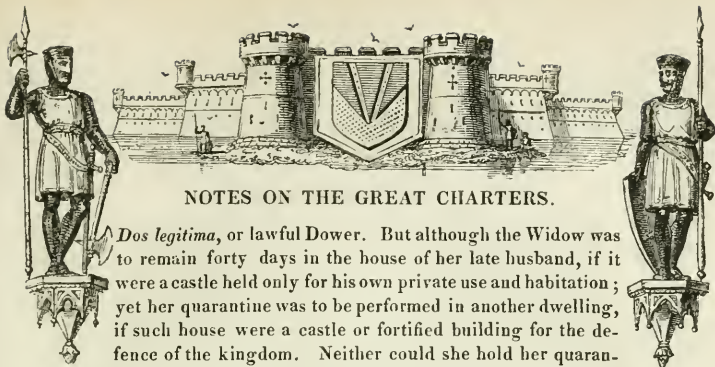 NOTES ON THE GREAT CHARTERS.
Dos legitima, or lawful Dower. But although the Widow was
to remain forty days in the house of her late husband, if it
were a castle held only for his own private use and habitation ;
yet her quarantine was to be performed in another dwelling,
if such house were a castle or fortified building for the de-
fence of the kingdom. Neither could she hold her quaran-